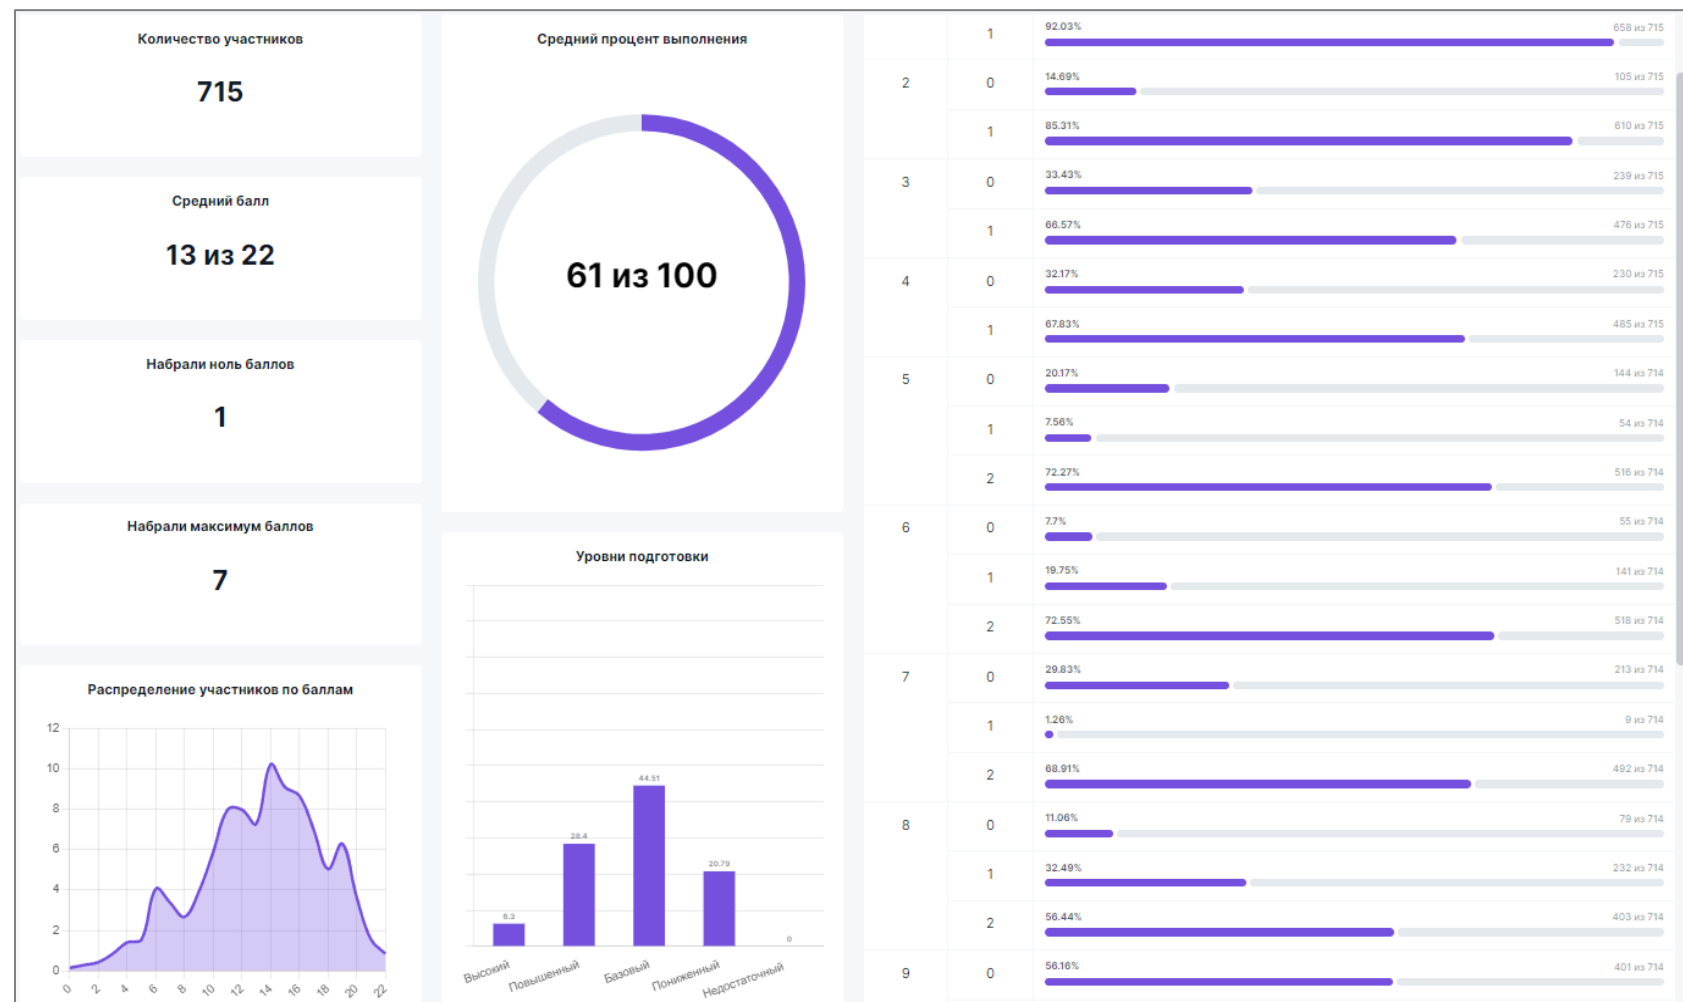 Количество участников
715
Средний балл
13 из 22
Набрали ноль баллов
1
Набрали максимум баллов
7
Распределение участников по баллам
12
10
8
6
4
2
0
0 2 4 6 8 10 12 14 16 18 20 22
Средний процент выполнения
61 из 100
Уровни подготовки
6.3
28.4
44.51
20.79
0
Высокий
Повышенный
Базовый
Пониженный
Недостаточный
1 92.03% 658 из 715
2 0 14.69% 105 из 715
1 85.31% 610 из 715
3 0 33.43% 239 из 715
1 66.57% 476 из 715
4 0 32.17% 230 из 715
1 67.83% 485 из 715
5 0 20.17% 144 из 714
1 7.56% 54 из 714
2 72.27% 516 из 714
6 0 7.7% 55 из 714
1 19.75% 141 из 714
2 72.55% 518 из 714
7 0 29.83% 213 из 714
1 1.26% 9 из 714
2 68.91% 492 из 714
8 0 11.06% 79 из 714
1 32.49% 232 из 714
2 56.44% 403 из 714
9 0 56.16% 401 из 714